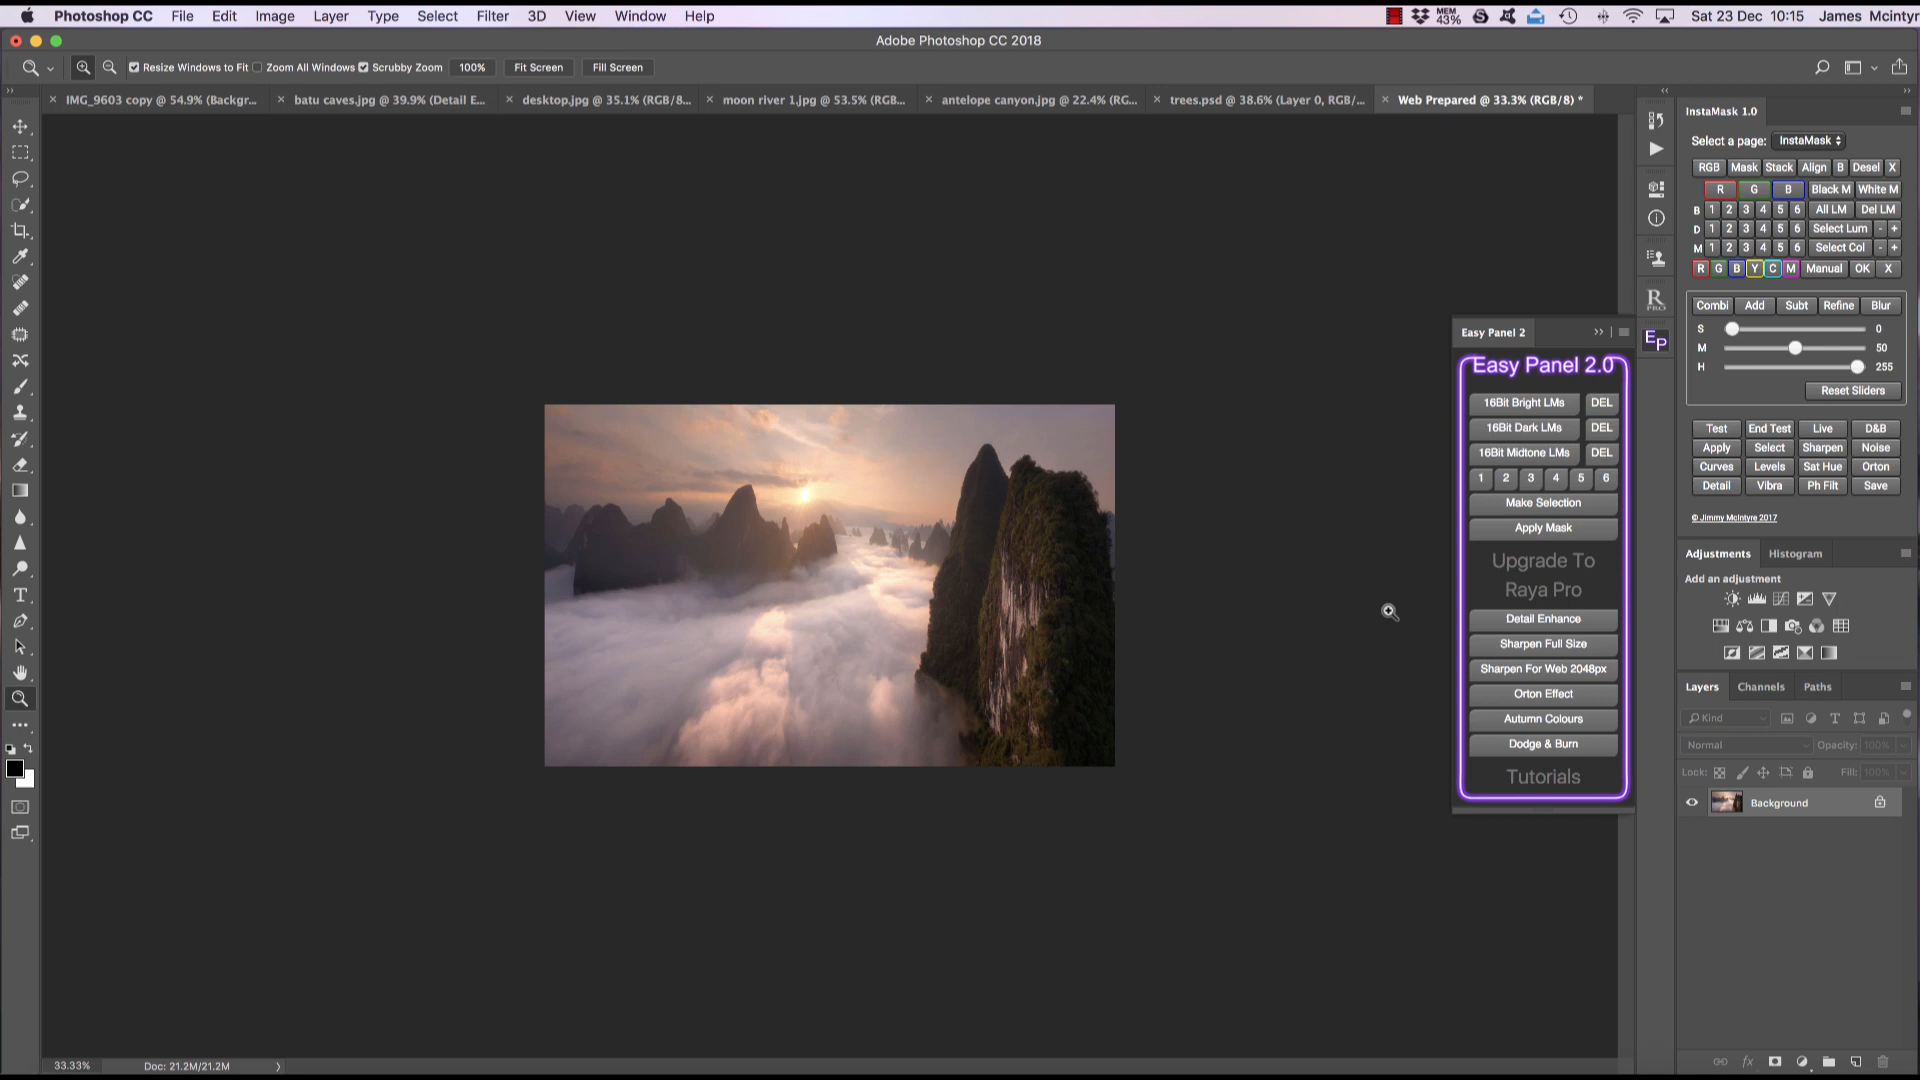 Photoshop CC File Edit Image Layer Type Select Filter 3D View Window Help MEM 43% Sat 23 Dec 10:15 James Mcinty
Adobe Photoshop CC 2018
Resize Windows to Fit Zoom All Windows Scrubby Zoom 100% Fit Screen Fill Screen
IMG_9603 copy @ 54.9% (Backgr... batu caves.jpg @ 39.9% (Detail E... desktop.jpg @ 35.1% (RGB/8... moon river 1.jpg @ 53.5% (RGB... antelope canyon.jpg @ 22.4% (RG... trees.psd @ 38.6% (Layer 0, RGB/... Web Prepared @ 33.3% (RGB/8) *
InstaMask 1.0
Select a page: InstaMask
RGB Mask Stack Align B Desel X
R G B Black M White M
B 1 2 3 4 5 6 All LM Del LM
D 1 2 3 4 5 6 Select Lum - +
M 1 2 3 4 5 6 Select Col - +
R G B Y C M Manual OK X
Combi Add Subt Refine Blur
S 0
M 50
H 255
Reset Sliders
Test End Test Live D&B
Apply Select Sharpen Noise
Curves Levels Sat Hue Orton
Detail Vibra Ph Filt Save
© Jimmy McIntyre 2017
R PRO
EP
Easy Panel 2
Easy Panel 2.0
16Bit Bright LMs DEL
16Bit Dark LMs DEL
16Bit Midtone LMs DEL
1 2 3 4 5 6
Make Selection
Apply Mask
Upgrade To
Raya Pro
Detail Enhance
Sharpen Full Size
Sharpen For Web 2048px
Orton Effect
Autumn Colours
Dodge & Burn
Tutorials
Adjustments Histogram
Add an adjustment
Layers Channels Paths
Kind
Normal Opacity: 100%
Lock: Fill: 100%
Background
fx
33.33% Doc: 21.2M/21.2M